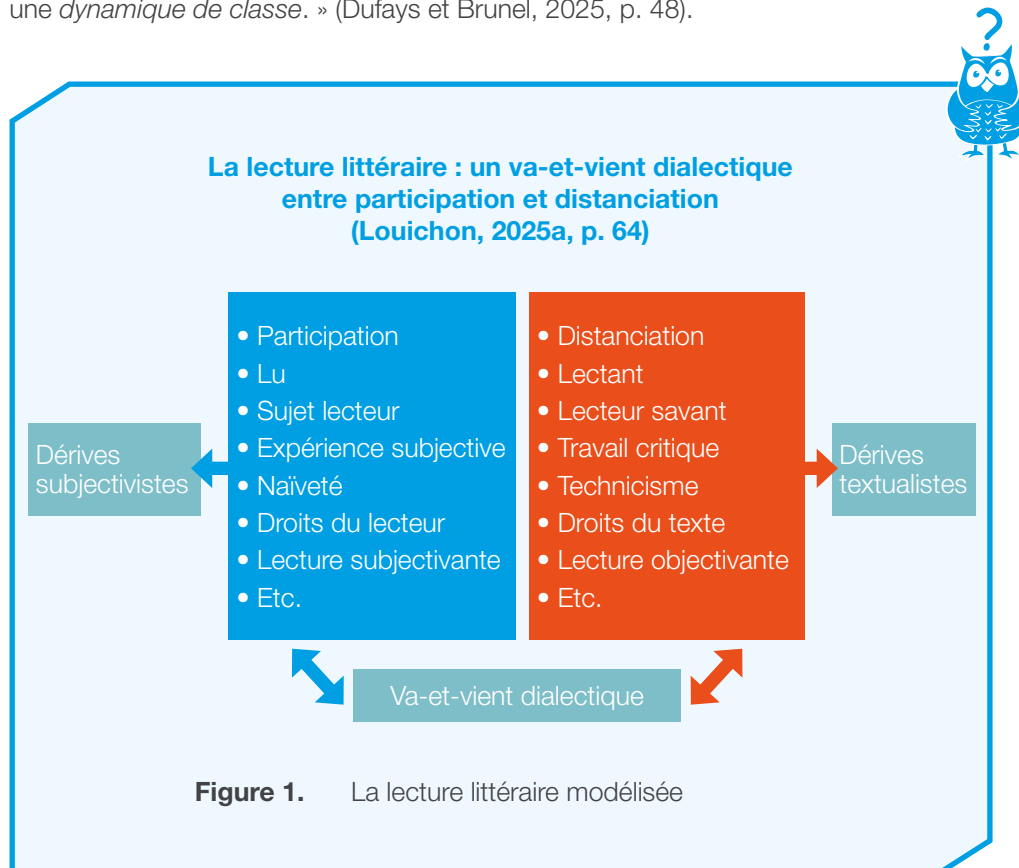 une dynamique de classe. » (Dufays et Brunel, 2025, p. 48).
?
La lecture littéraire : un va-et-vient dialectique
entre participation et distanciation
(Louichon, 2025a, p. 64)
• Participation
• Lu
• Sujet lecteur
• Expérience subjective
• Naïveté
• Droits du lecteur
• Lecture subjectivante
• Etc.
• Distanciation
• Lectant
• Lecteur savant
• Travail critique
• Technicisme
• Droits du texte
• Lecture objectivante
• Etc.
Dérives
subjectivistes
Dérives
textualistes
Va-et-vient dialectique
Figure 1. La lecture littéraire modélisée